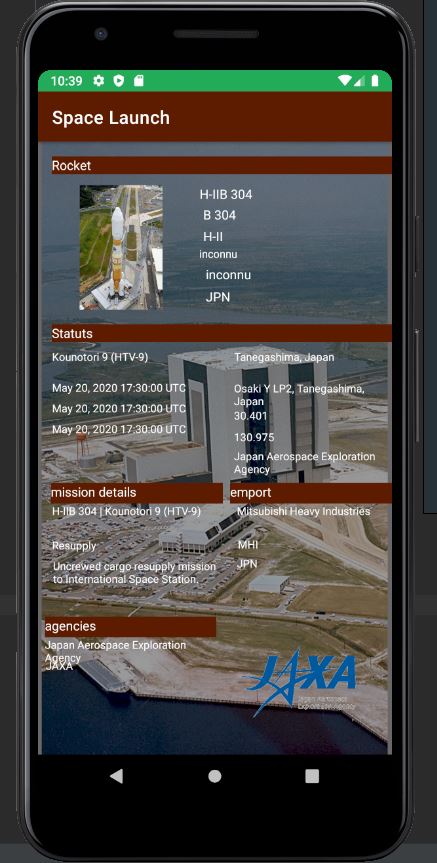 10:39
Space Launch
Rocket
H-IIB 304
B 304
H-II
inconnu
inconnu
JPN
Statuts
Kounotori 9 (HTV-9)
Tanegashima, Japan
May 20, 2020 17:30:00 UTC
May 20, 2020 17:30:00 UTC
May 20, 2020 17:30:00 UTC
Osaki Y LP2, Tanegashima,
Japan
30.401
130.975
Japan Aerospace Exploration
Agency
mission details
H-IIB 304 | Kounotori 9 (HTV-9)
Resupply
Uncrewed cargo resupply mission
to International Space Station.
emport
Mitsubishi Heavy Industries
MHI
JPN
agencies
Japan Aerospace Exploration
Agency
JAXA
JAXA
Japan Aerospace
Exploration Agency